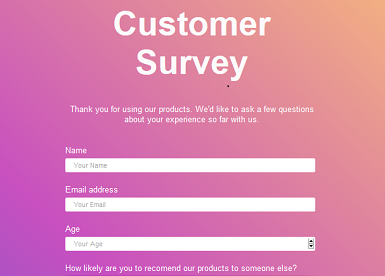 Customer
Survey
Thank you for using our products. We'd like to ask a few questions
about your experience so far with us.
Name
Your Name
Email address
Your Email
Age
Your Age
How likely are you to recomend our products to someone else?